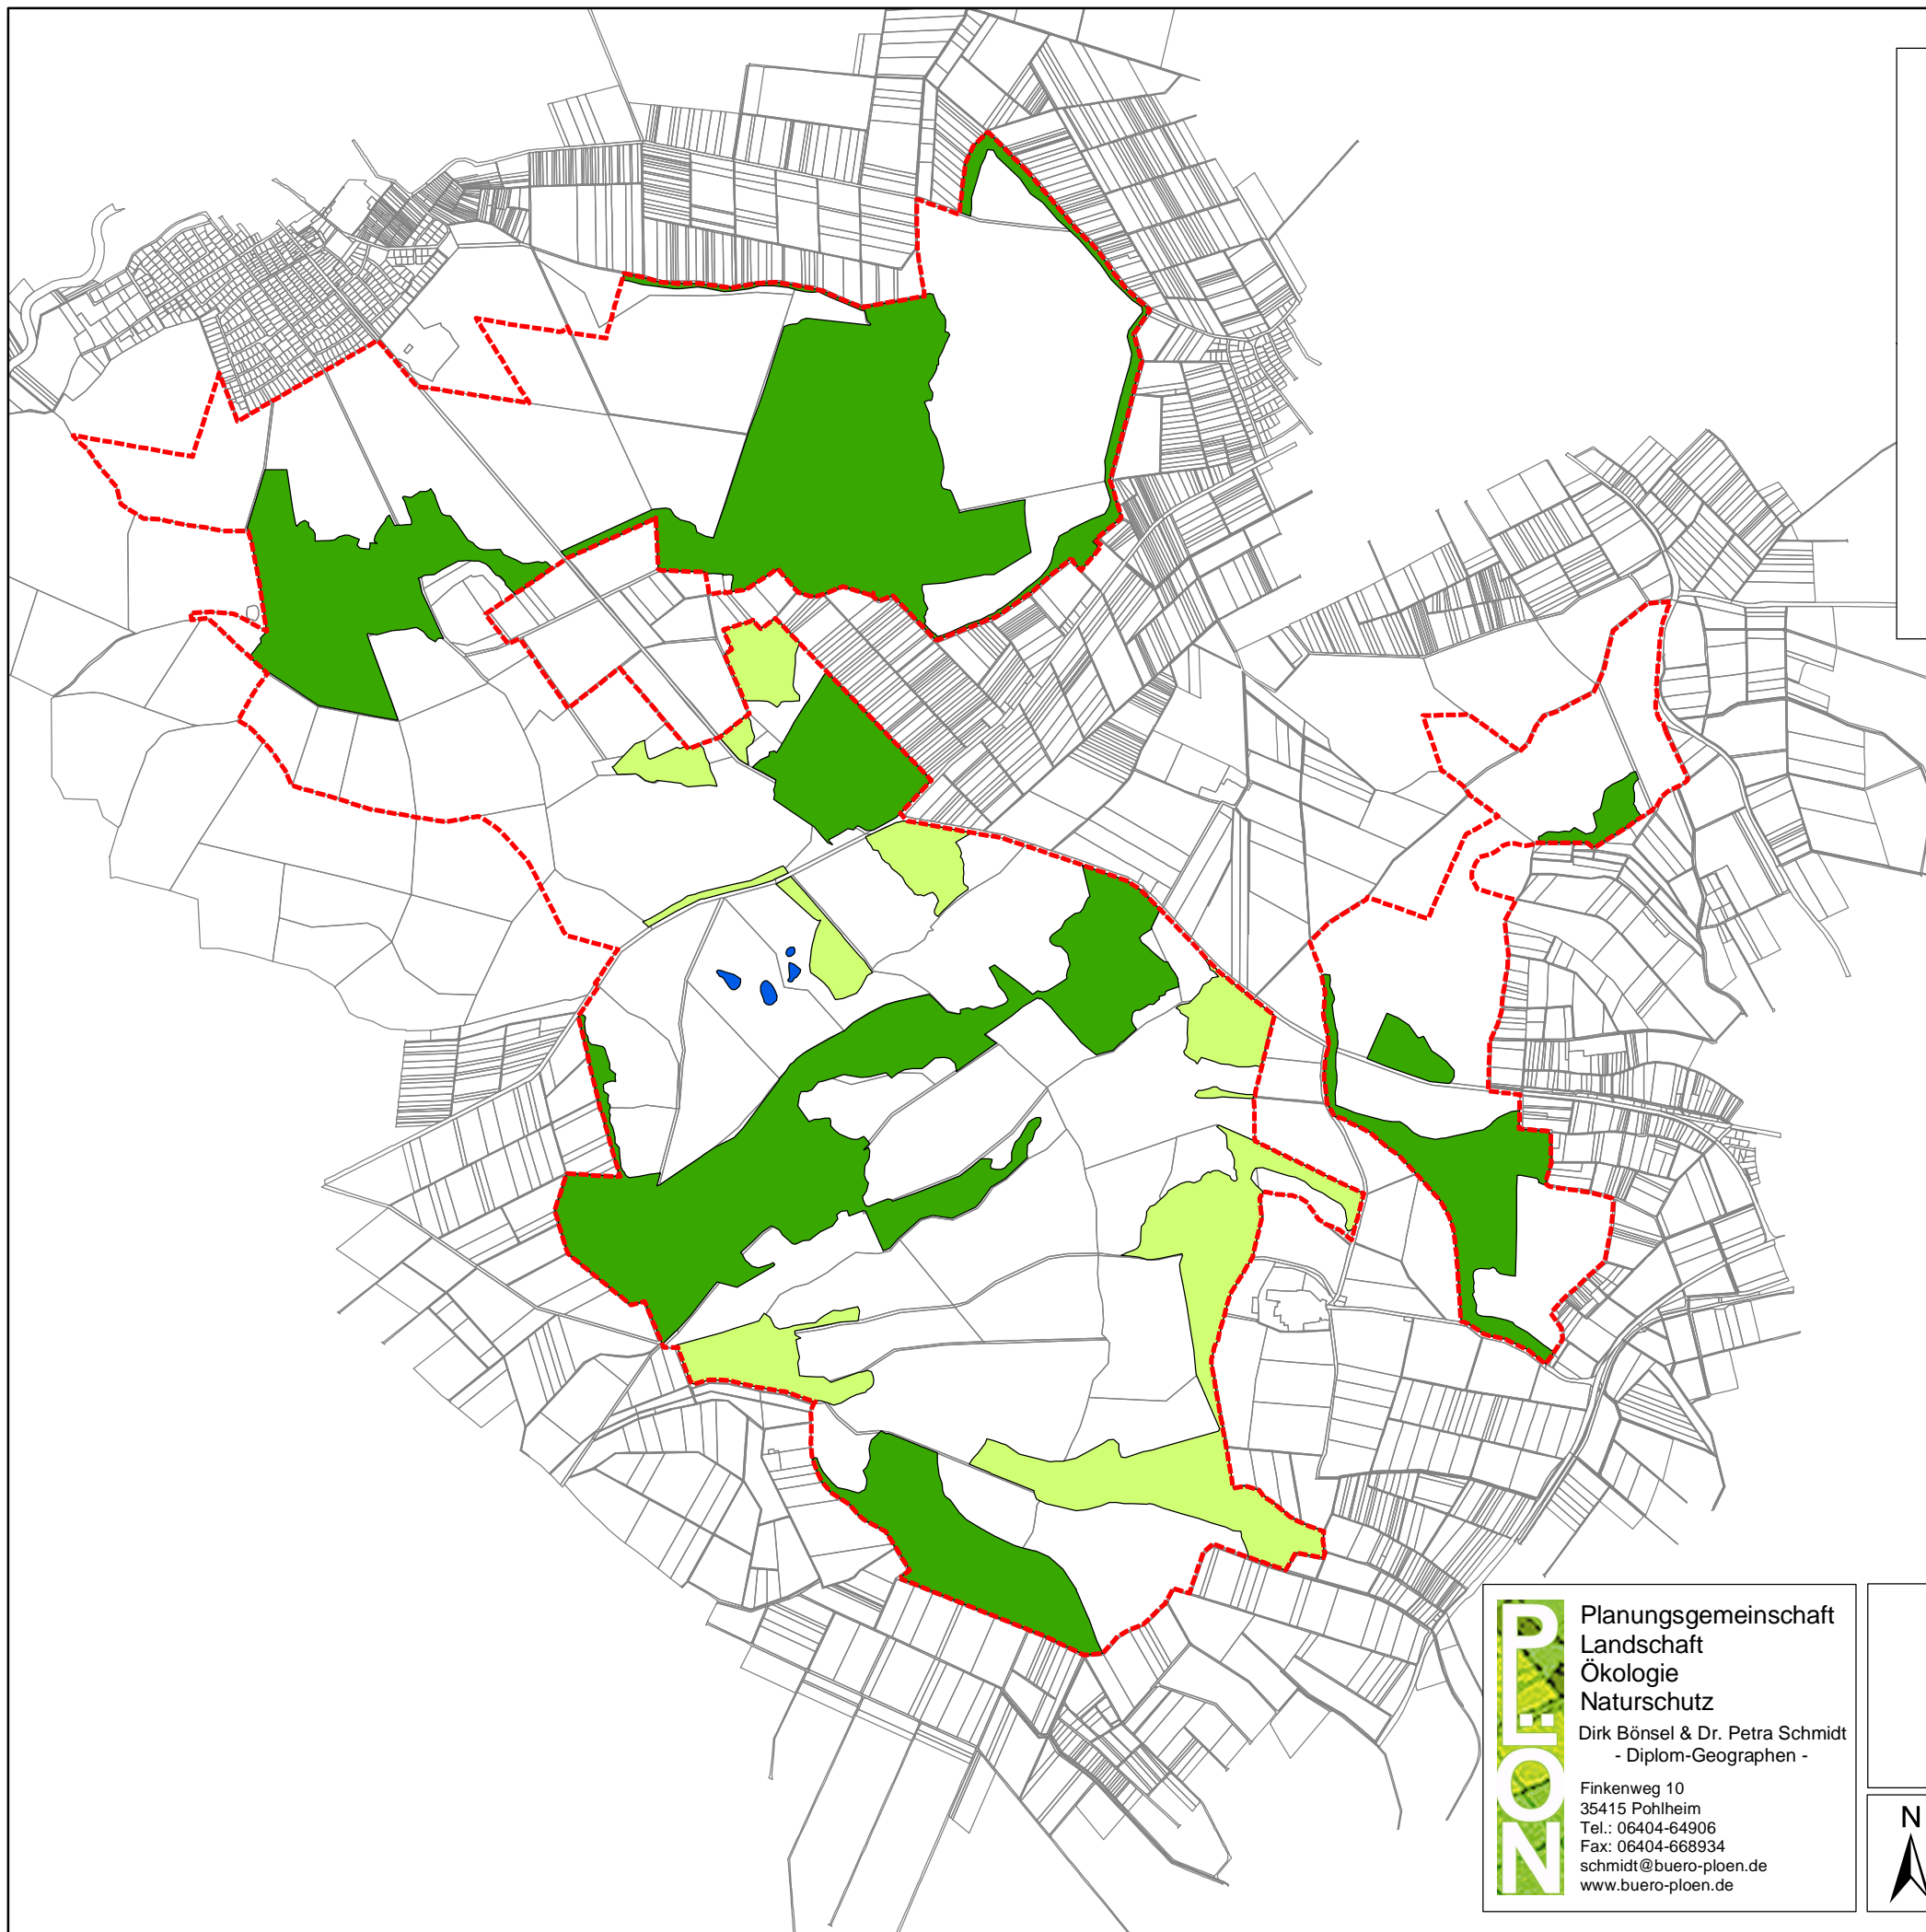 PLÖN
Planungsgemeinschaft
Landschaft
Ökologie
Naturschutz
Dirk Bönsel & Dr. Petra Schmidt
- Diplom-Geographen -
Finkenweg 10
35415 Pohlheim
Tel.: 06404-64906
Fax: 06404-668934
schmidt@buero-ploen.de
www.buero-ploen.de
N